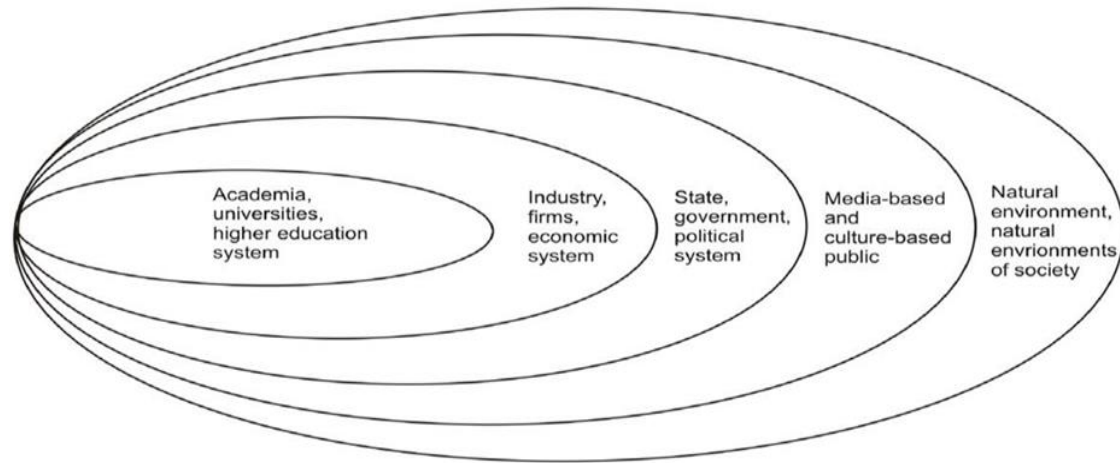 Academia,
universities,
higher education
system
Industry,
firms,
economic
system
State,
government,
political
system
Media-based
and
culture-based
public
Natural
environment,
natural
envrionments
of society